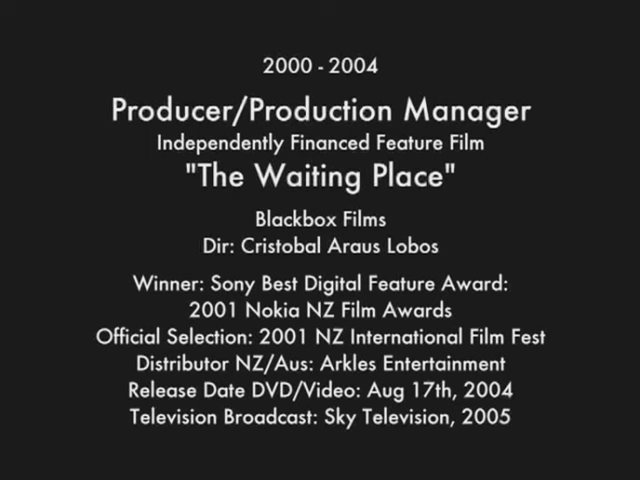 2000 - 2004
Producer/Production Manager
Independently Financed Feature Film
"The Waiting Place"
Blackbox Films
Dir: Cristobal Araus Lobos
Winner: Sony Best Digital Feature Award:
2001 Nokia NZ Film Awards
Official Selection: 2001 NZ International Film Fest
Distributor NZ/Aus: Arkles Entertainment
Release Date DVD/Video: Aug 17th, 2004
Television Broadcast: Sky Television, 2005